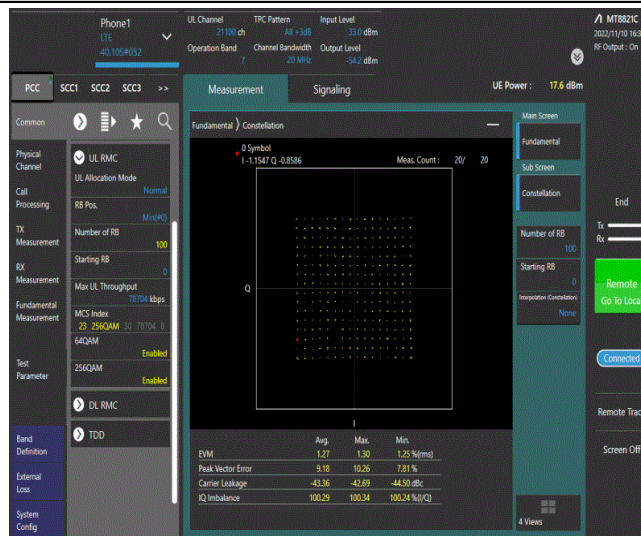 Phone1
LTE
40.105#052
UL Channel TPC Pattern Input Level
21100 ch All +3dB 33.0 dBm
Operation Band Channel Bandwidth Output Level
7 20 MHz -54.2 dBm
MT8821C
2022/11/10 16:3
RF Output : On
PCC SCC1 SCC2 SCC3 >>
Measurement Signaling UE Power : 17.6 dBm
Common
Physical Channel
Call Processing
TX Measurement
RX Measurement
Fundamental Measurement
Test Parameter
Band Definition
External Loss
System Config
UL RMC
UL Allocation Mode
Normal
RB Pos.
Min(#0)
Number of RB
100
Starting RB
0
Max UL Throughput
78704 kbps
MCS Index
23 256QAM 30 78704 8
64QAM
Enabled
256QAM
Enabled
DL RMC
TDD
Fundamental Constellation
0 Symbol
I -1.1547 Q -0.8586 Meas. Count : 20/ 20
Q
I
Avg. Max. Min.
EVM 1.27 1.30 1.25 %(rms)
Peak Vector Error 9.18 10.26 7.81 %
Carrier Leakage -43.36 -42.69 -44.50 dBc
IQ Imbalance 100.29 100.34 100.24 %(I/Q)
Main Screen
Fundamental
Sub Screen
Constellation
Number of RB
100
Starting RB
0
Interpolation (Constellation)
None
4 Views
End
Tx
Rx
Remote
Go To Loca
Connected
Remote Trac
Screen Off